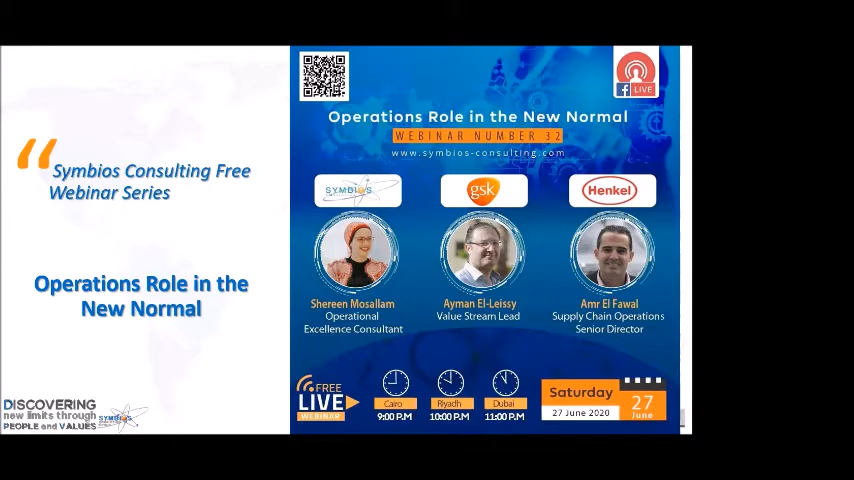 “
Symbios Consulting Free
Webinar Series
Operations Role in the
New Normal
DISCOVERING
new limits through
PEOPLE and VALUES
SYMBIOS
LIVE
Operations Role in the New Normal
WEBINAR NUMBER 32
www.symbios-consulting.com
SYMBIOS
gsk
Henkel
Shereen Mosallam
Operational
Excellence Consultant
Ayman El-Leissy
Value Stream Lead
Amr El Fawal
Supply Chain Operations
Senior Director
FREE
LIVE
WEBINAR
Cairo
9:00 P.M
Riyadh
10:00 P.M
Dubai
11:00 P.M
Saturday
27 June 2020
27
June